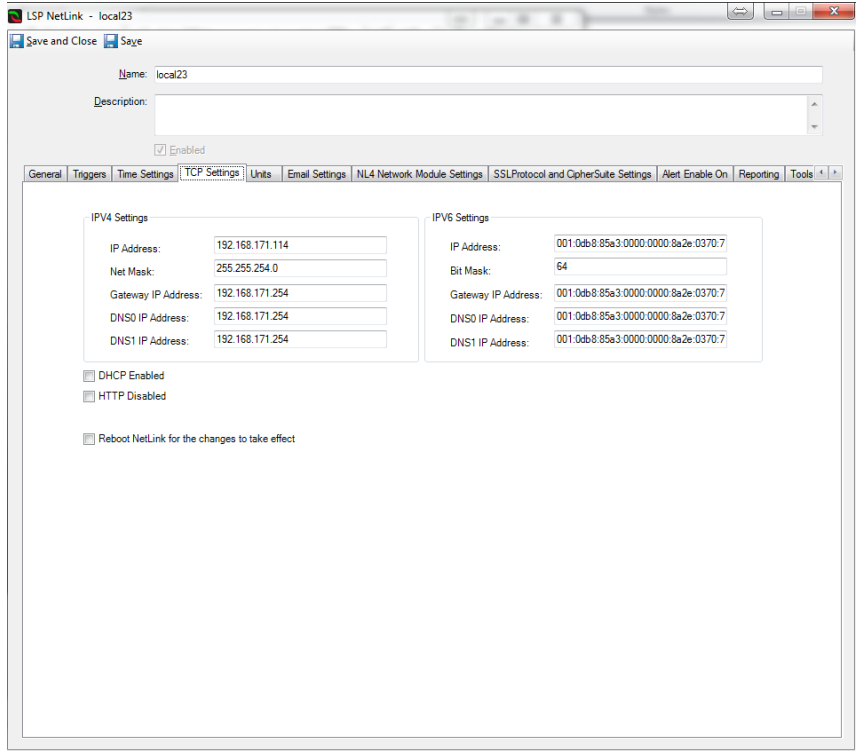 LSP NetLink - local23
Save and Close Save
Name: local23
Description:
Enabled
General Triggers Time Settings TCP Settings Units Email Settings NL4 Network Module Settings SSLProtocol and CipherSuite Settings Alert Enable On Reporting Tools
IPV4 Settings
IP Address: 192.168.171.114
Net Mask: 255.255.254.0
Gateway IP Address: 192.168.171.254
DNS0 IP Address: 192.168.171.254
DNS1 IP Address: 192.168.171.254
IPV6 Settings
IP Address: 001:0db8:85a3:0000:0000:8a2e:0370:7
Bit Mask: 64
Gateway IP Address: 001:0db8:85a3:0000:0000:8a2e:0370:7
DNS0 IP Address: 001:0db8:85a3:0000:0000:8a2e:0370:7
DNS1 IP Address: 001:0db8:85a3:0000:0000:8a2e:0370:7
DHCP Enabled
HTTP Disabled
Reboot NetLink for the changes to take effect